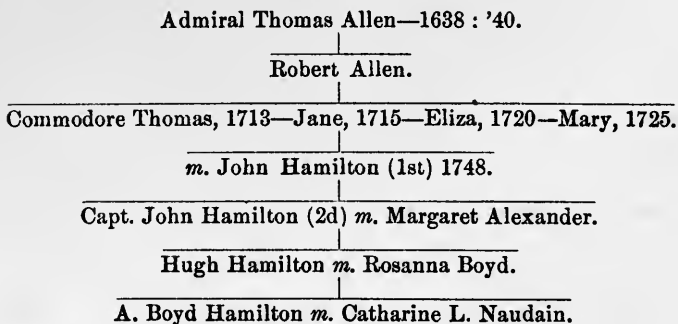 Admiral Thomas Allen—1638 : '40.
Robert Allen.
Commodore Thomas, 1713—Jane, 1715—Eliza, 1720—Mary, 1725.
m. John Hamilton (1st) 1748.
Capt. John Hamilton (2d) m. Margaret Alexander.
Hugh Hamilton m. Rosanna Boyd.
A. Boyd Hamilton m. Catharine L. Naudain.